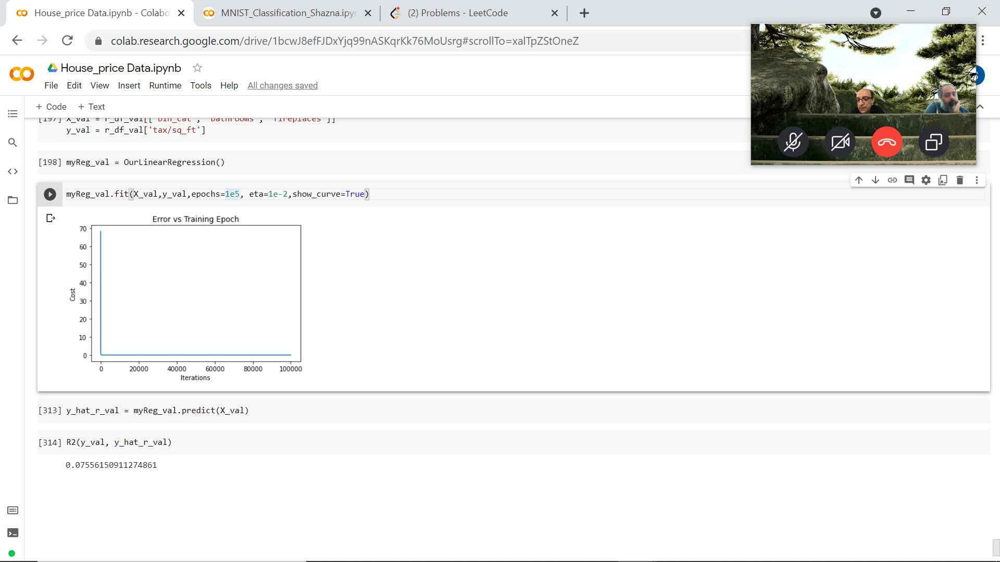 House_price Data.ipynb - Colabo
MNIST_Classification_Shazna.ipyn
(2) Problems - LeetCode
colab.research.google.com/drive/1bcwJ8efFJDxYjq99nASKqrKk76MoUsrg#scrollTo=xalTpZStOneZ
House_price Data.ipynb
File Edit View Insert Runtime Tools Help All changes saved
+ Code + Text
[197] X_val = r_df_val[['bin_cat', 'bathrooms', 'fireplaces']]
y_val = r_df_val['tax/sq_ft']
[198] myReg_val = OurLinearRegression()
myReg_val.fit(X_val,y_val,epochs=1e5, eta=1e-2,show_curve=True)
Error vs Training Epoch
70
60
50
40
30
20
10
0
Cost
0 20000 40000 60000 80000 100000
Iterations
[313] y_hat_r_val = myReg_val.predict(X_val)
[314] R2(y_val, y_hat_r_val)
0.07556150911274861